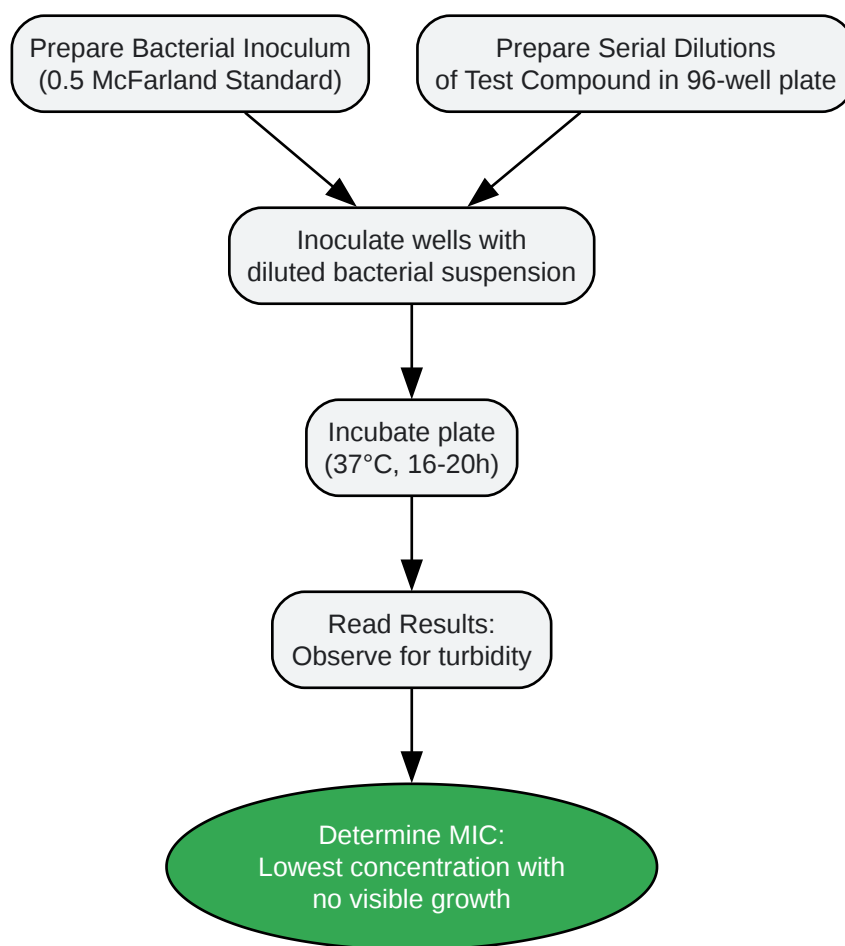 Prepare Bacterial Inoculum
(0.5 McFarland Standard)
Prepare Serial Dilutions
of Test Compound in 96-well plate
Inoculate wells with
diluted bacterial suspension
Incubate plate
(37°C, 16-20h)
Read Results:
Observe for turbidity
Determine MIC:
Lowest concentration with
no visible growth